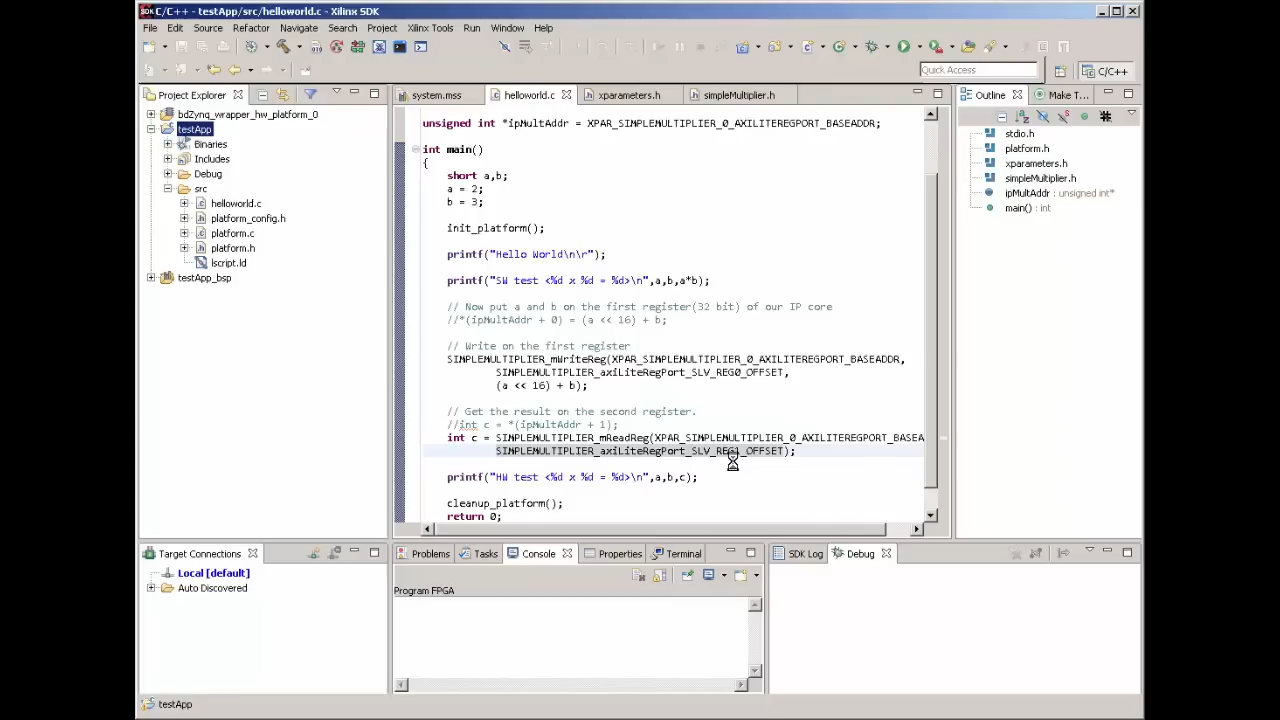 C/C++ - testApp/src/helloworld.c - Xilinx SDK
File Edit Source Refactor Navigate Search Project Xilinx Tools Run Window Help
Quick Access
C/C++
Project Explorer
bdZynq_wrapper_hw_platform_0
testApp
Binaries
Includes
Debug
src
helloworld.c
platform_config.h
platform.c
platform.h
lscript.ld
testApp_bsp
system.mss helloworld.c xparameters.h simpleMultiplier.h
unsigned int *ipMultAddr = XPAR_SIMPLEMULTIPLIER_0_AXILITEREGPORT_BASEADDR;
int main()
{
short a,b;
a = 2;
b = 3;
init_platform();
printf("Hello World\n\r");
printf("SW test <%d x %d = %d>\n",a,b,a*b);
// Now put a and b on the first register(32 bit) of our IP core
//*(ipMultAddr + 0) = (a << 16) + b;
// Write on the first register
SIMPLEMULTIPLIER_mWriteReg(XPAR_SIMPLEMULTIPLIER_0_AXILITEREGPORT_BASEADDR,
SIMPLEMULTIPLIER_axiLiteRegPort_SLV_REG0_OFFSET,
(a << 16) + b);
// Get the result on the second register.
//int c = *(ipMultAddr + 1);
int c = SIMPLEMULTIPLIER_mReadReg(XPAR_SIMPLEMULTIPLIER_0_AXILITEREGPORT_BASEA
SIMPLEMULTIPLIER_axiLiteRegPort_SLV_REG1_OFFSET);
printf("HW test <%d x %d = %d>\n",a,b,c);
cleanup_platform();
return 0;
Outline Make T...
stdio.h
platform.h
xparameters.h
simpleMultiplier.h
ipMultAddr : unsigned int*
main() : int
Target Connections
Local [default]
Auto Discovered
Problems Tasks Console Properties Terminal
Program FPGA
SDK Log Debug
testApp